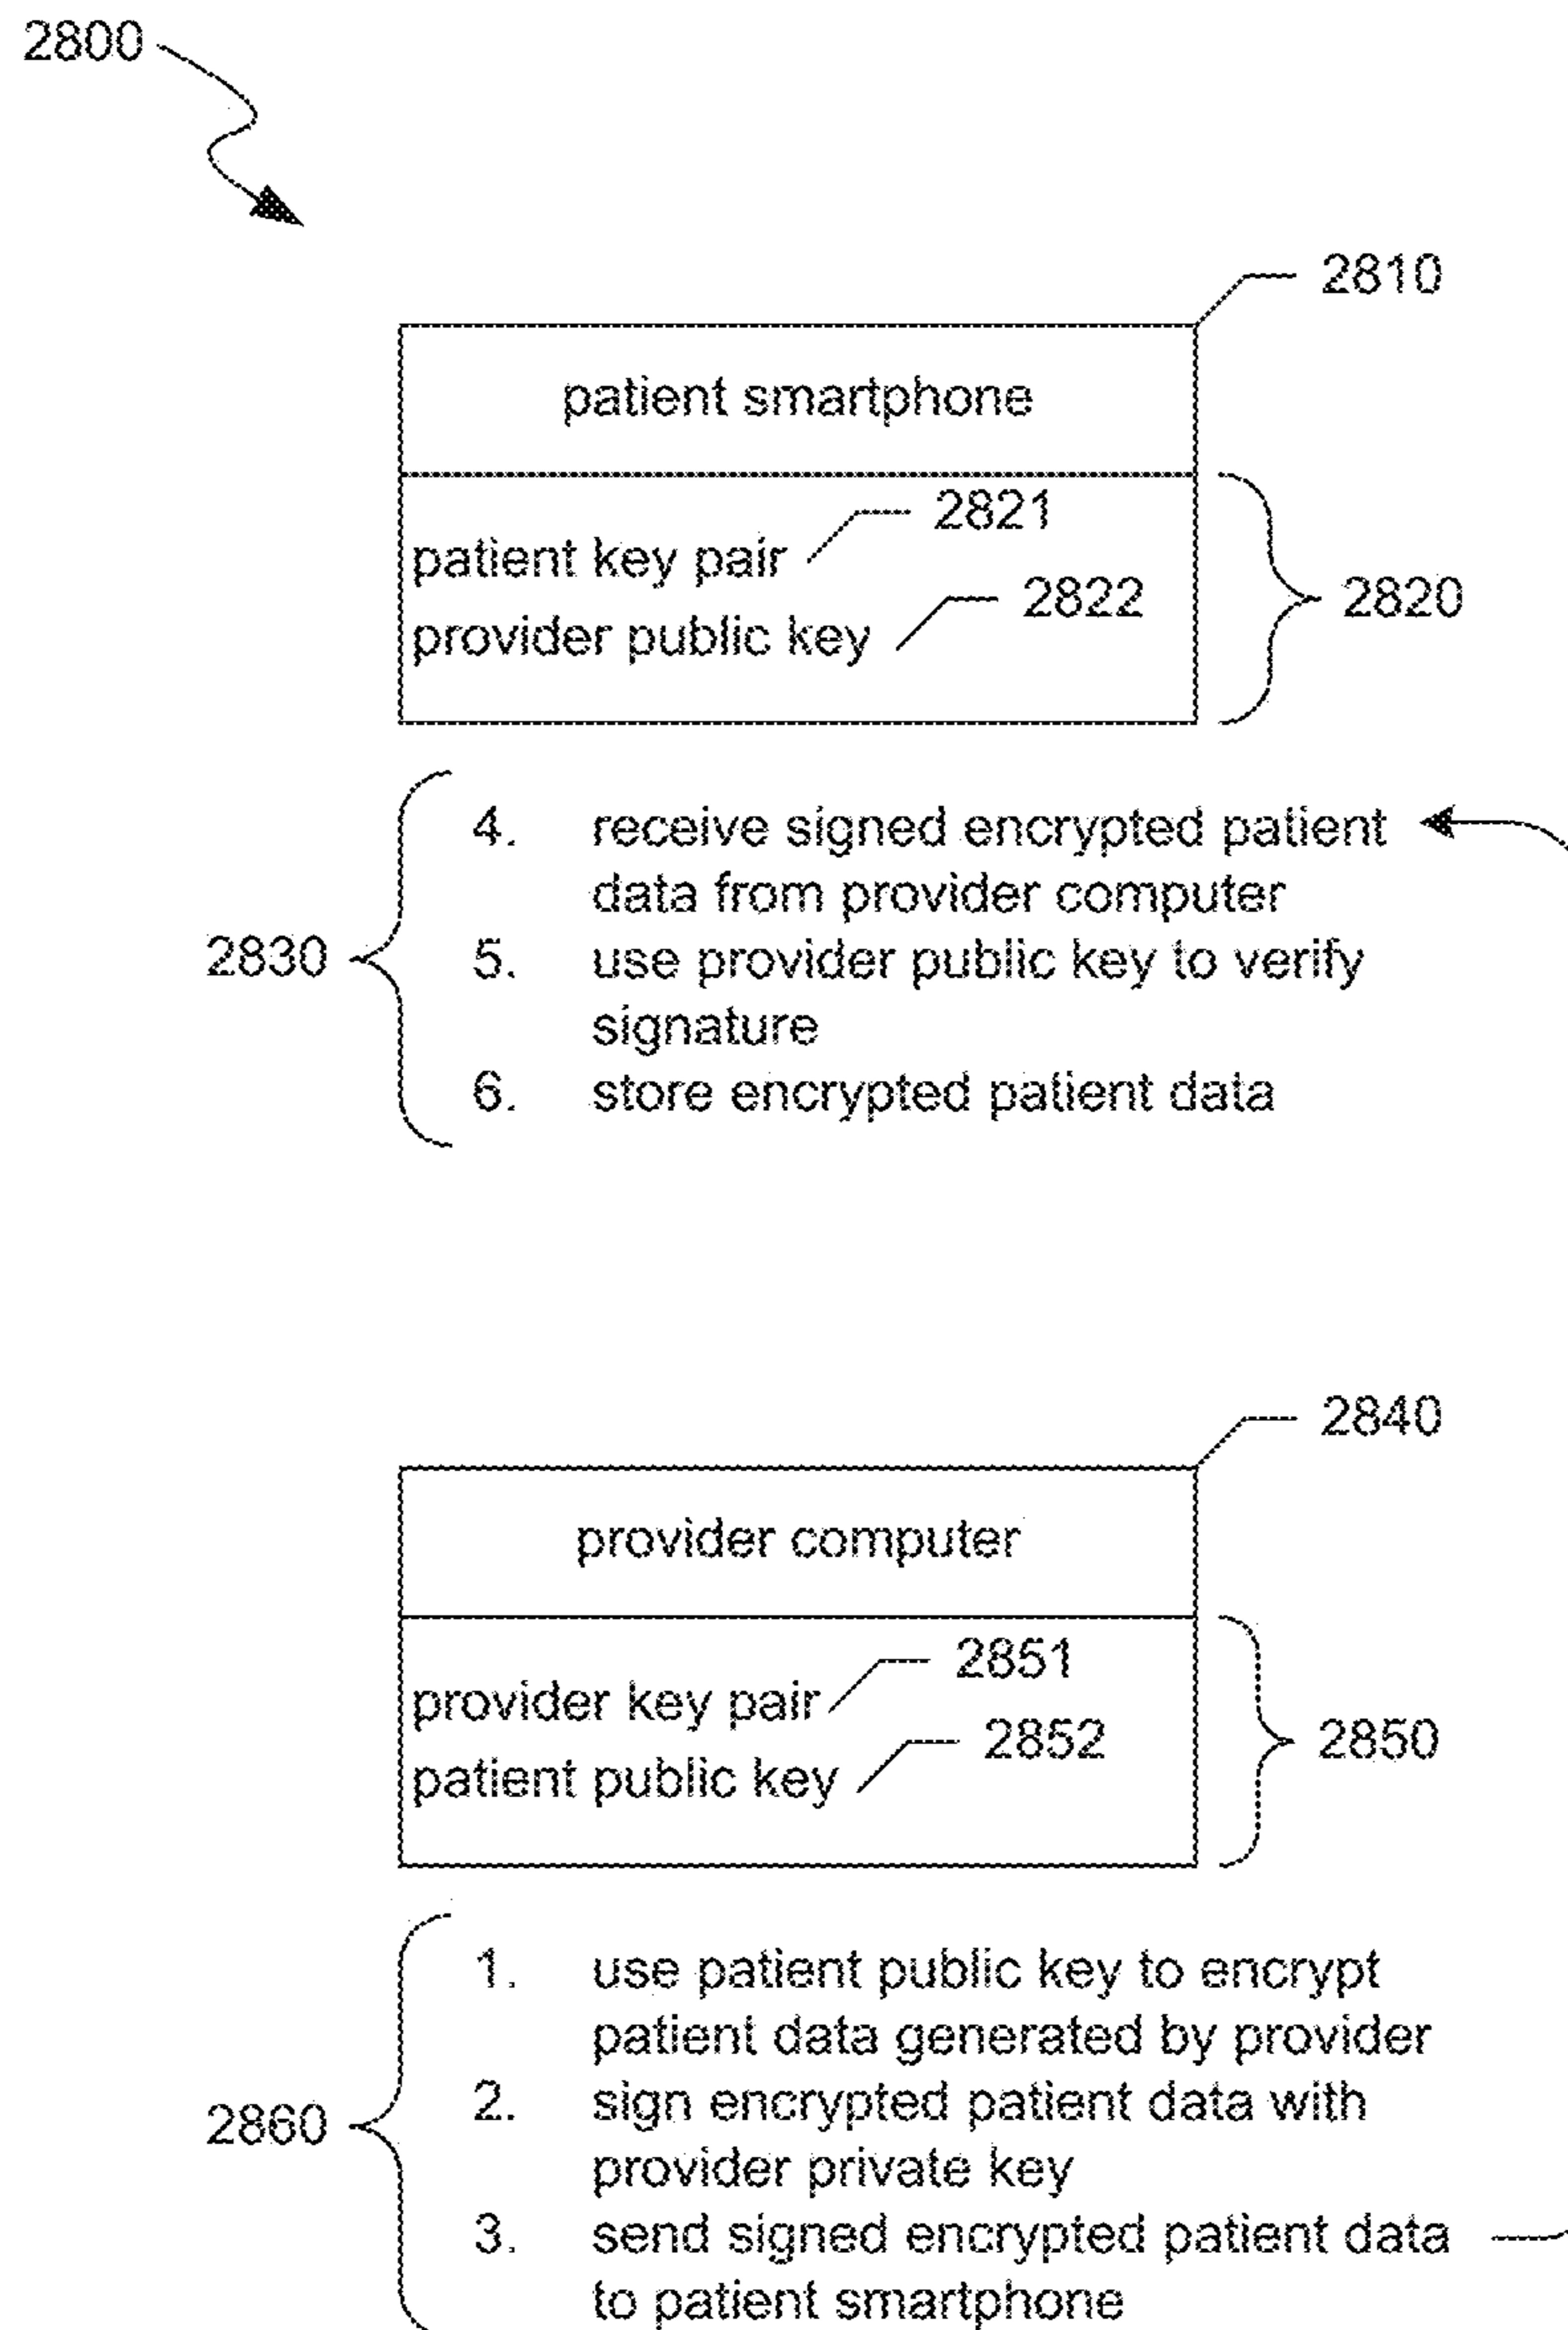 2800
2810
patient smartphone
2821
patient key pair
2822
provider public key
2820
4. receive signed encrypted patient
data from provider computer
2830
5. use provider public key to verify
signature
6. store encrypted patient data
2840
provider computer
2851
provider key pair
2852
patient public key
2850
1. use patient public key to encrypt
patient data generated by provider
2. sign encrypted patient data with
2860
provider private key
3. send signed encrypted patient data
to patient smartphone